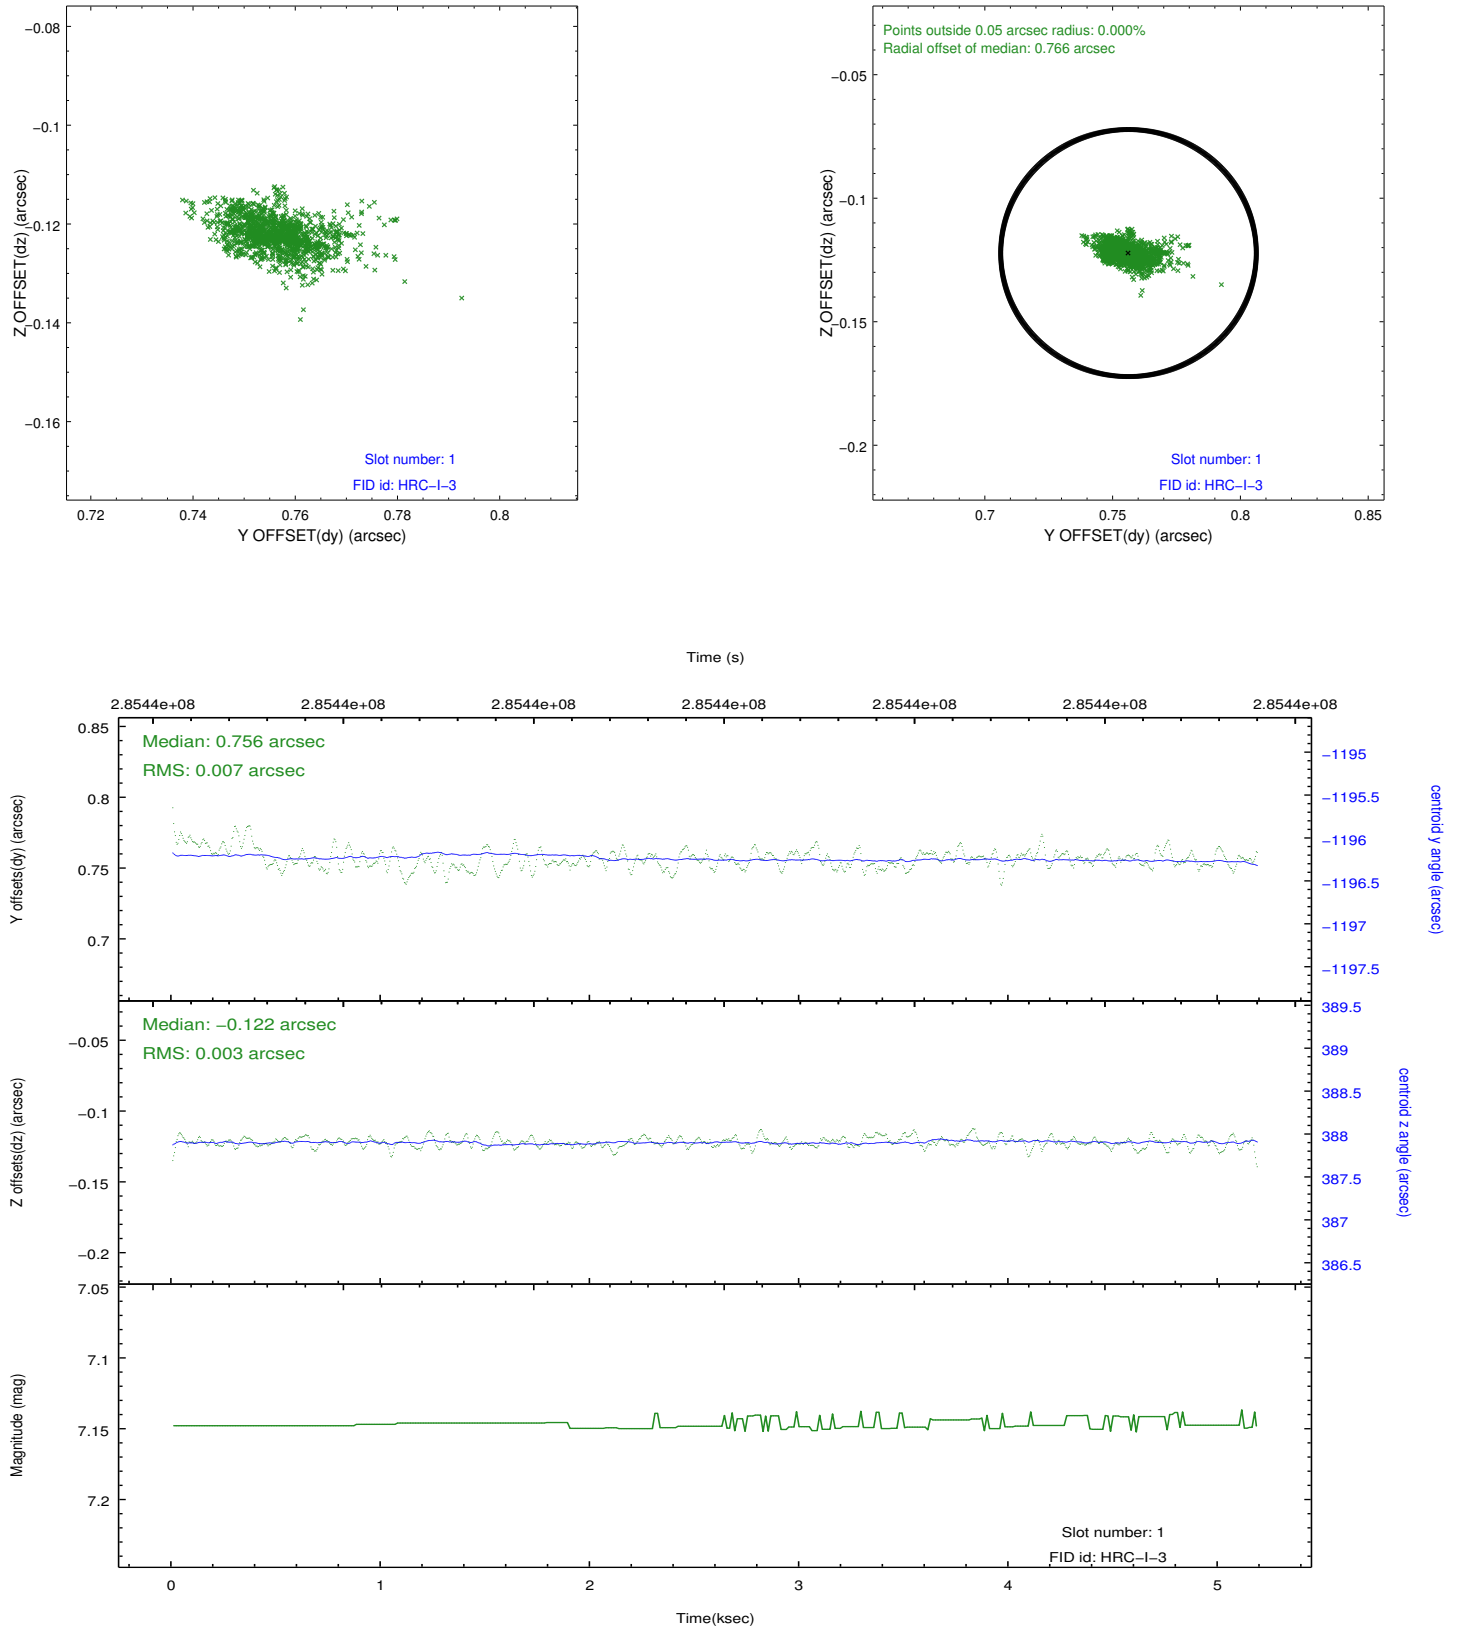 −0.08
−0.1
−0.12
−0.14
−0.16
Z OFFSET(dz) (arcsec)
Slot number: 1
FID id: HRC−I−3
0.72 0.74 0.76 0.78 0.8
Y OFFSET(dy) (arcsec)
Points outside 0.05 arcsec radius: 0.000%
Radial offset of median: 0.766 arcsec
−0.05
−0.1
−0.15
−0.2
Z OFFSET(dz) (arcsec)
Slot number: 1
FID id: HRC−I−3
0.7 0.75 0.8 0.85
Y OFFSET(dy) (arcsec)
Time (s)
2.8544e+08 2.8544e+08 2.8544e+08 2.8544e+08 2.8544e+08 2.8544e+08 2.8544e+08
Median: 0.756 arcsec
RMS: 0.007 arcsec
0.85
0.8
0.75
0.7
Y offsets(dy) (arcsec)
−1195
−1195.5
−1196
−1196.5
−1197
−1197.5
centroid y angle (arcsec)
Median: −0.122 arcsec
RMS: 0.003 arcsec
−0.05
−0.1
−0.15
−0.2
Z offsets(dz) (arcsec)
389.5
389
388.5
388
387.5
387
386.5
centroid z angle (arcsec)
7.05
7.1
7.15
7.2
Magnitude (mag)
Slot number: 1
FID id: HRC−I−3
0 1 2 3 4 5
Time(ksec)